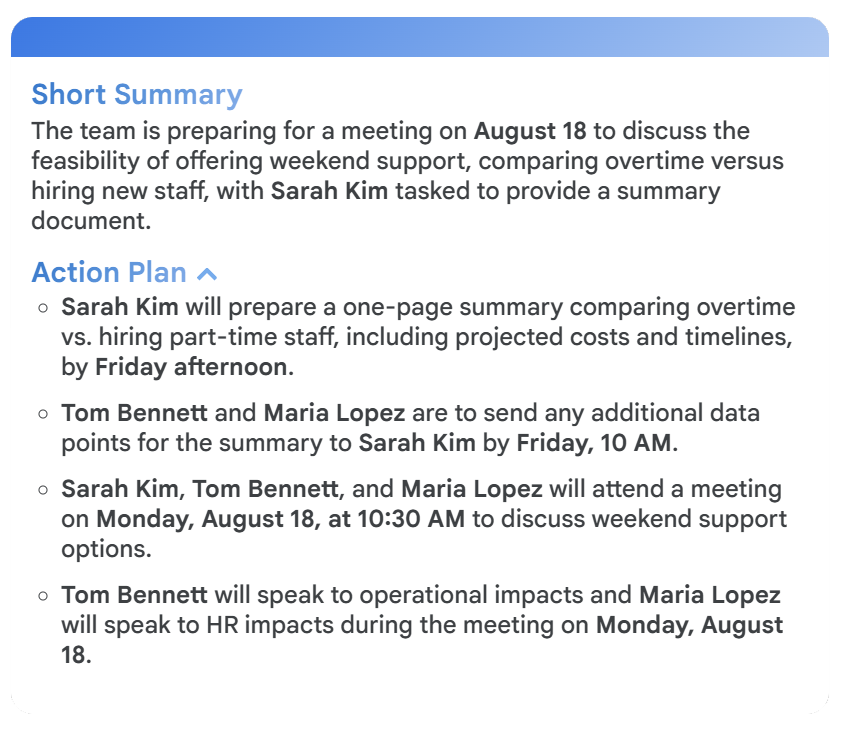 Short Summary
The team is preparing for a meeting on August 18 to discuss the
feasibility of offering weekend support, comparing overtime versus
hiring new staff, with Sarah Kim tasked to provide a summary
document.
Action Plan
Sarah Kim will prepare a one-page summary comparing overtime
vs. hiring part-time staff, including projected costs and timelines,
by Friday afternoon.
Tom Bennett and Maria Lopez are to send any additional data
points for the summary to Sarah Kim by Friday, 10 AM.
Sarah Kim, Tom Bennett, and Maria Lopez will attend a meeting
on Monday, August 18, at 10:30 AM to discuss weekend support
options.
Tom Bennett will speak to operational impacts and Maria Lopez
will speak to HR impacts during the meeting on Monday, August
18.